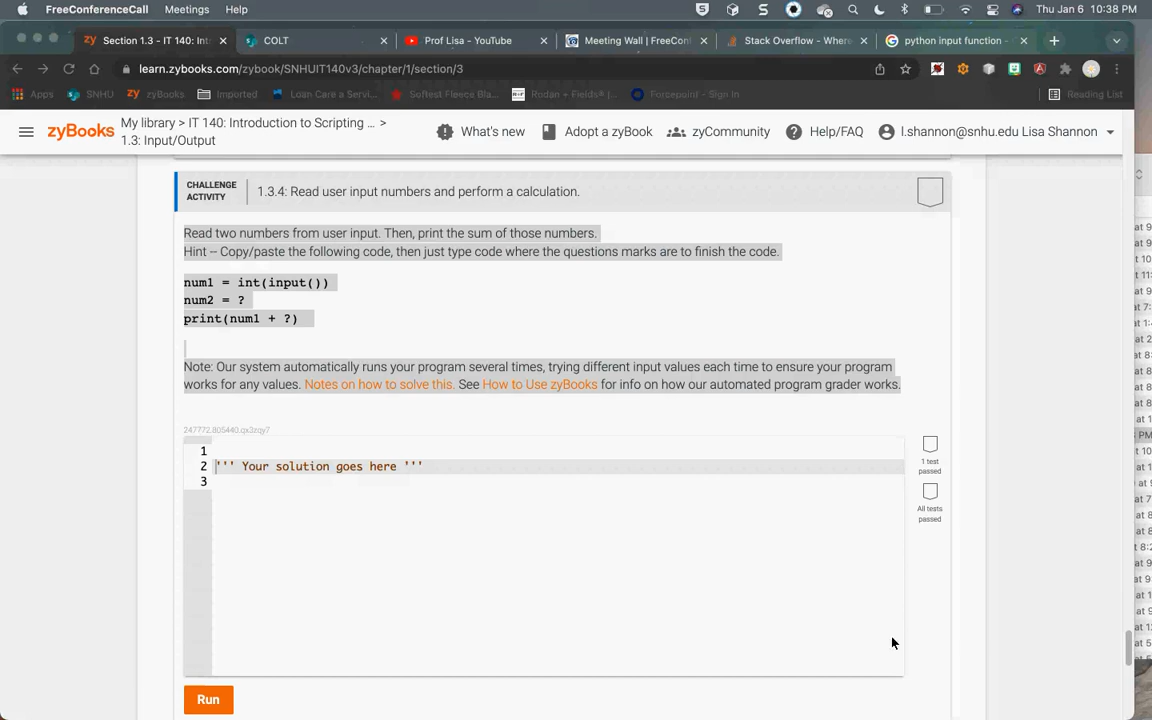 FreeConferenceCall Meetings Help Thu Jan 6 10:38 PM
zy Section 1.3 - IT 140: Int COLT Prof Lisa - YouTube Meeting Wall | FreeConf Stack Overflow - Where python input function -
learn.zybooks.com/zybook/SNHUIT140v3/chapter/1/section/3
Apps SNHU zy zyBooks Imported Loan Care a Servi... Softest Fleece Bla... R+F Rodan + Fields® |... Forcepoint - Sign In Reading List
zyBooks My library > IT 140: Introduction to Scripting ... >
1.3: Input/Output
What's new Adopt a zyBook zyCommunity Help/FAQ l.shannon@snhu.edu Lisa Shannon
CHALLENGE
ACTIVITY
1.3.4: Read user input numbers and perform a calculation.
Read two numbers from user input. Then, print the sum of those numbers.
Hint -- Copy/paste the following code, then just type code where the questions marks are to finish the code.
num1 = int(input())
num2 = ?
print(num1 + ?)
Note: Our system automatically runs your program several times, trying different input values each time to ensure your program
works for any values. Notes on how to solve this. See How to Use zyBooks for info on how our automated program grader works.
247772.805440.qx3zqy7
1
2 ''' Your solution goes here '''
3
1 test
passed
All tests
passed
Run